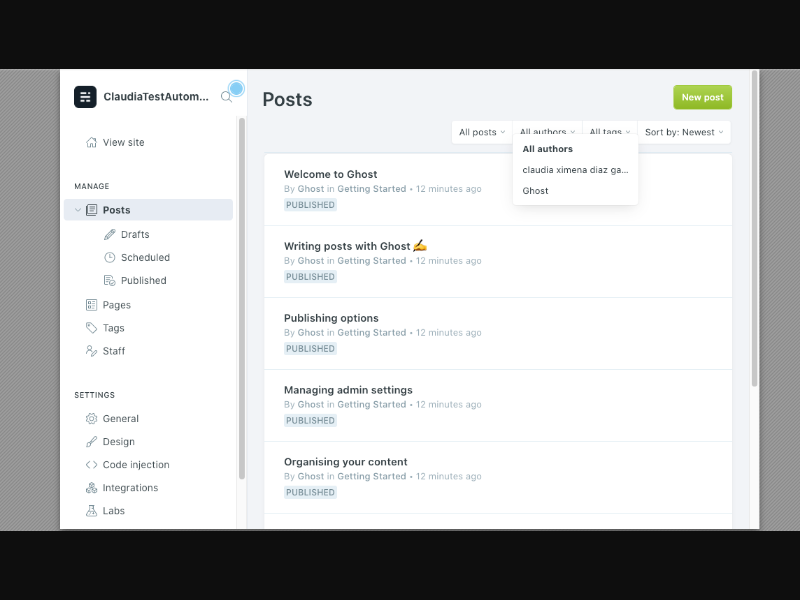 ClaudiaTestAutom...
View site
MANAGE
Posts
Drafts
Scheduled
Published
Pages
Tags
Staff
SETTINGS
General
Design
Code injection
Integrations
Labs
Posts
New post
All posts All authors All tags Sort by: Newest
All authors
claudia ximena diaz ga...
Ghost
Welcome to Ghost
By Ghost in Getting Started • 12 minutes ago
PUBLISHED
Writing posts with Ghost ✍️
By Ghost in Getting Started • 12 minutes ago
PUBLISHED
Publishing options
By Ghost in Getting Started • 12 minutes ago
PUBLISHED
Managing admin settings
By Ghost in Getting Started • 12 minutes ago
PUBLISHED
Organising your content
By Ghost in Getting Started • 12 minutes ago
PUBLISHED